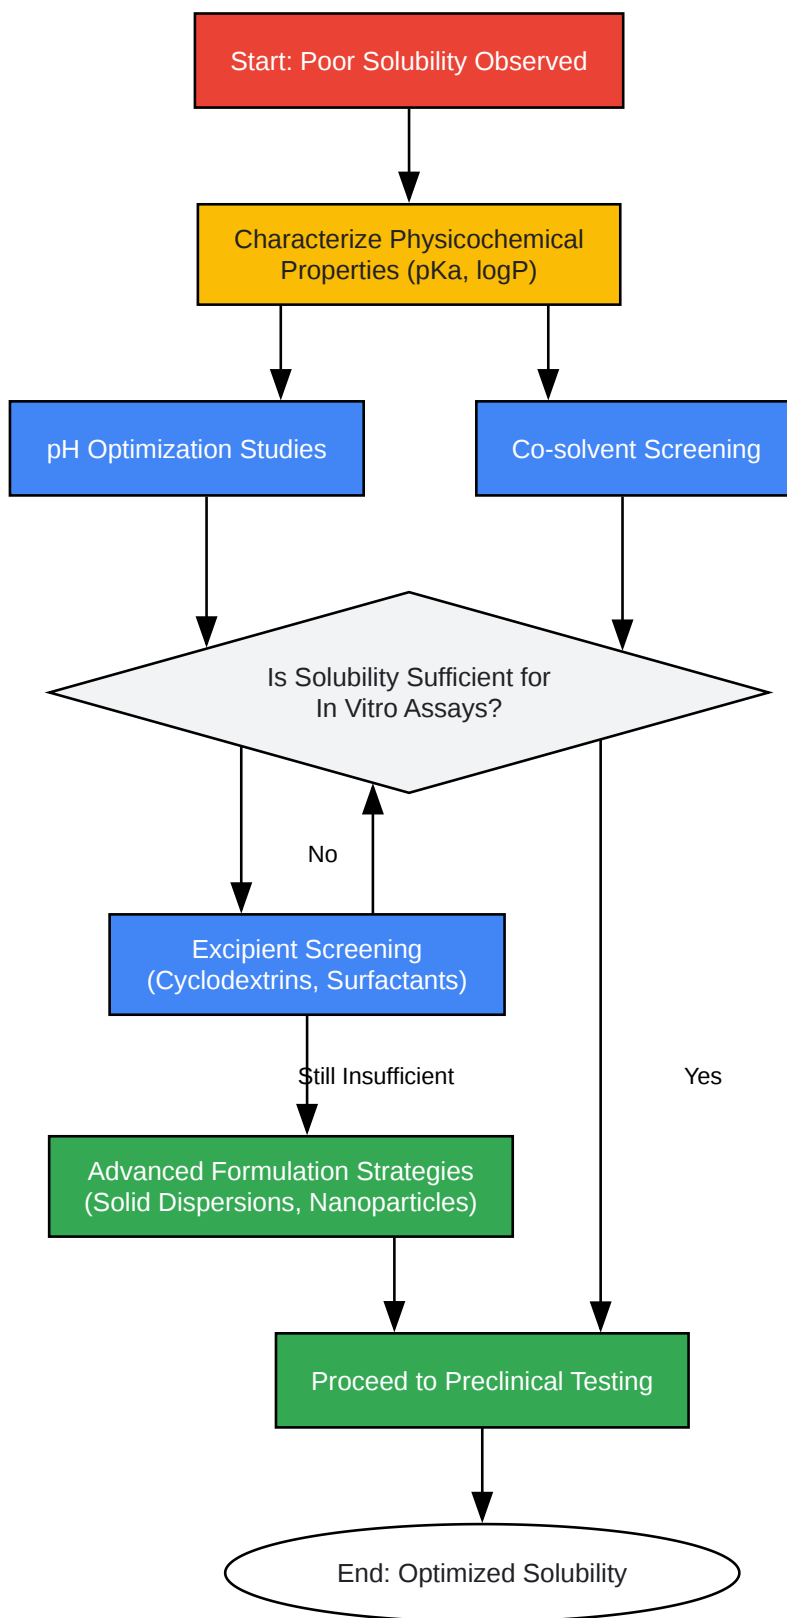 Start: Poor Solubility Observed
Characterize Physicochemical
Properties (pKa, logP)
pH Optimization Studies
Co-solvent Screening
Is Solubility Sufficient for
In Vitro Assays?
No
Excipient Screening
(Cyclodextrins, Surfactants)
Still Insufficient
Yes
Advanced Formulation Strategies
(Solid Dispersions, Nanoparticles)
Proceed to Preclinical Testing
End: Optimized Solubility